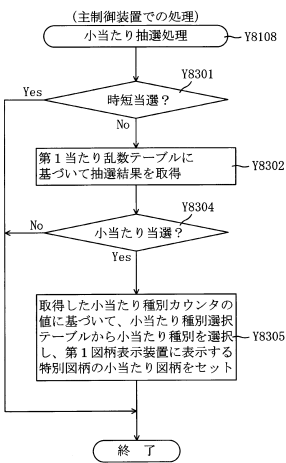 (主制御装置での処理)
小当たり抽選処理
Y8108
Y8301
時短当選?
Yes
No
第1当たり乱数テーブルに
基づいて抽選結果を取得
Y8302
Y8304
小当たり当選?
No
Yes
取得した小当たり種別カウンタの
値に基づいて、小当たり種別選択
テーブルから小当たり種別を選択
し、第1図柄表示装置に表示する
特別図柄の小当たり図柄をセット
Y8305
終 了